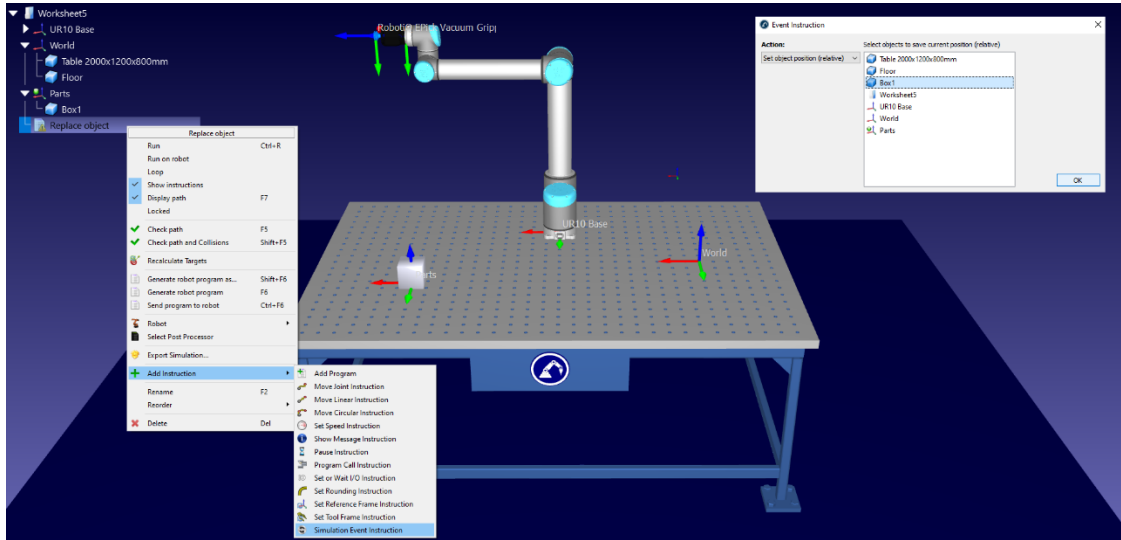 Worksheet5
UR10 Base
World
Table 2000x1200x800mm
Floor
Parts
Box1
Replace object
Replace object
Run Ctrl+R
Run on robot
Loop
Show instructions
Display path F7
Locked
Check path F5
Check path and Collisions Shift+F5
Recalculate Targets
Generate robot program as... Shift+F6
Generate robot program F6
Send program to robot Ctrl+F6
Robot
Select Post Processor
Export Simulation...
Add Instruction
Rename F2
Reorder
Delete Del
Add Program
Move Joint Instruction
Move Linear Instruction
Move Circular Instruction
Set Speed Instruction
Show Message Instruction
Pause Instruction
Program Call Instruction
Set or Wait I/O Instruction
Set Rounding Instruction
Set Reference Frame Instruction
Set Tool Frame Instruction
Simulation Event Instruction
Vacuum Grip
UR10 Base
World
rts
Event Instruction
Action:
Set object position (relative)
Select objects to save current position (relative)
Table 2000x1200x800mm
Floor
Box1
Worksheet5
UR10 Base
World
Parts
OK